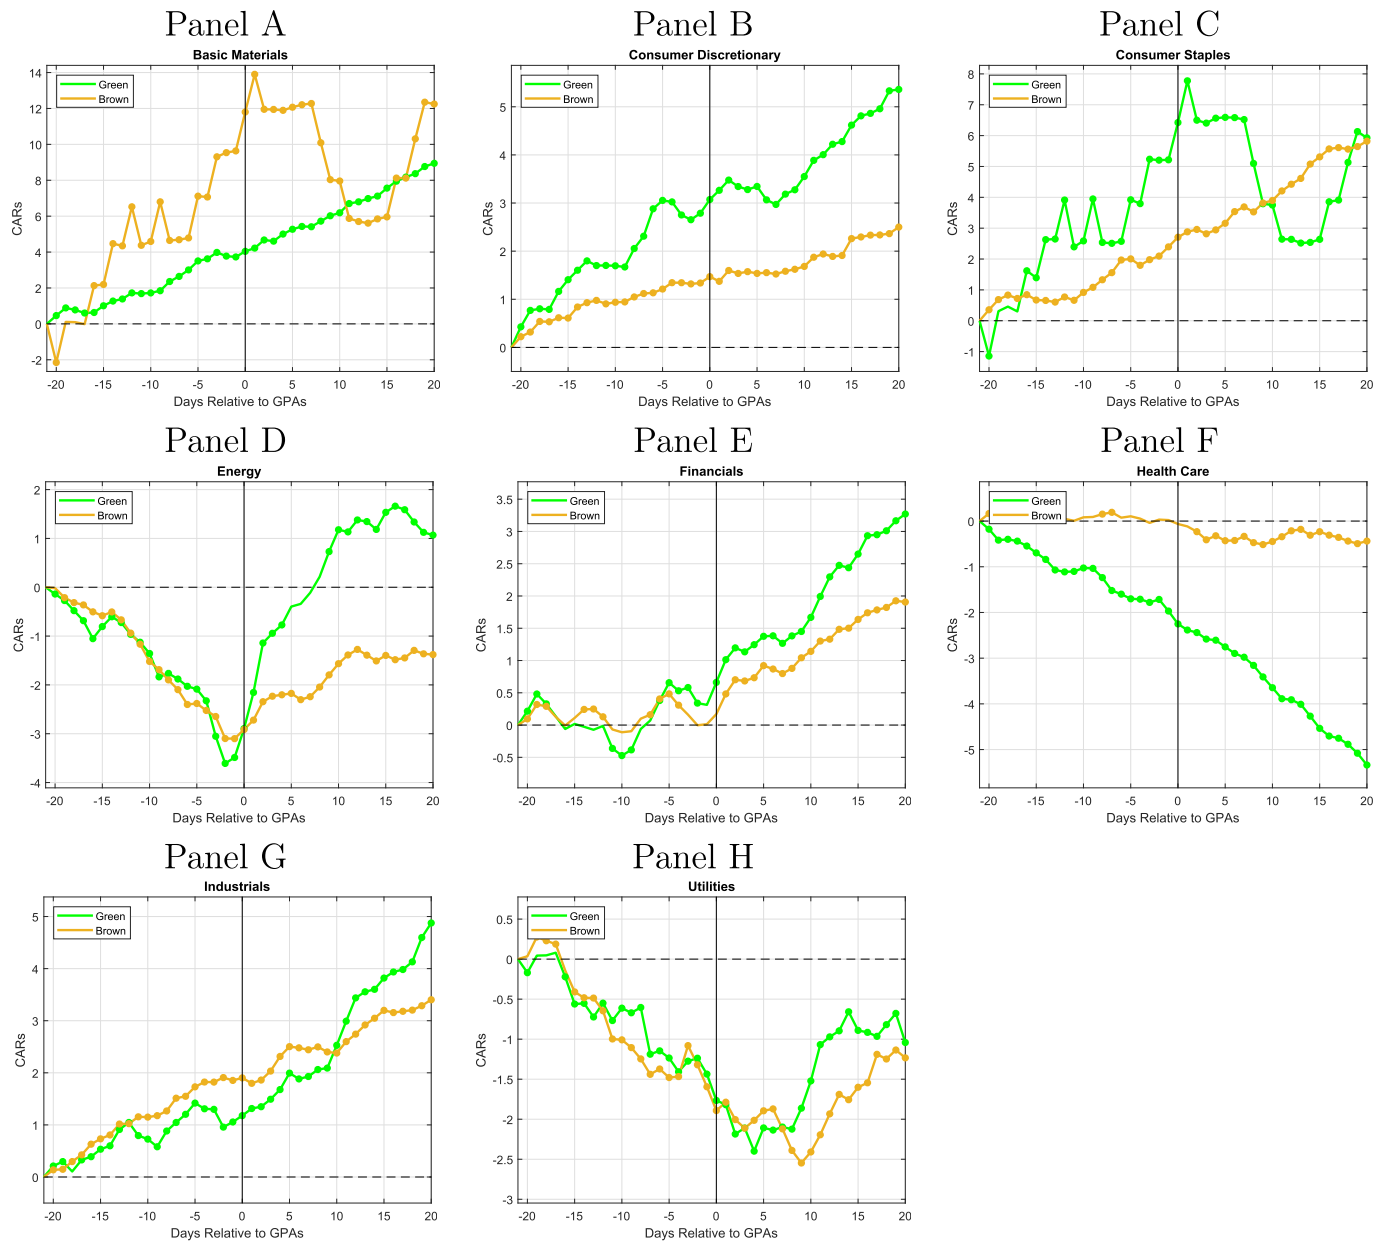 Panel A
Basic Materials
Green
Brown
CARs
14
12
10
8
6
4
2
0
-2
-20 -15 -10 -5 0 5 10 15 20
Days Relative to GPAs
Panel B
Consumer Discretionary
Green
Brown
CARs
5
4
3
2
1
0
-20 -15 -10 -5 0 5 10 15 20
Days Relative to GPAs
Panel C
Consumer Staples
Green
Brown
CARs
8
7
6
5
4
3
2
1
0
-1
-20 -15 -10 -5 0 5 10 15 20
Days Relative to GPAs
Panel D
Energy
Green
Brown
CARs
2
1
0
-1
-2
-3
-4
-20 -15 -10 -5 0 5 10 15 20
Days Relative to GPAs
Panel E
Financials
Green
Brown
CARs
3.5
3
2.5
2
1.5
1
0.5
0
-0.5
-20 -15 -10 -5 0 5 10 15 20
Days Relative to GPAs
Panel F
Health Care
Green
Brown
CARs
0
-1
-2
-3
-4
-5
-20 -15 -10 -5 0 5 10 15 20
Days Relative to GPAs
Panel G
Industrials
Green
Brown
CARs
5
4
3
2
1
0
-20 -15 -10 -5 0 5 10 15 20
Days Relative to GPAs
Panel H
Utilities
Green
Brown
CARs
0.5
0
-0.5
-1
-1.5
-2
-2.5
-3
-20 -15 -10 -5 0 5 10 15 20
Days Relative to GPAs